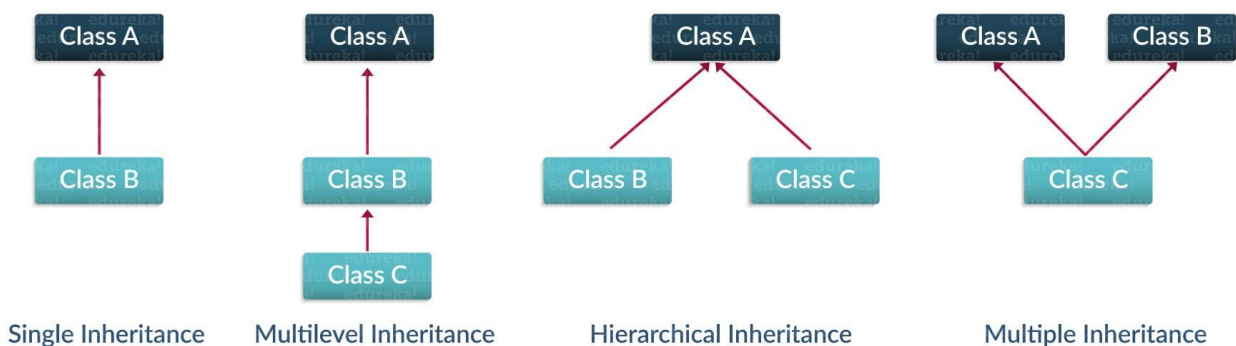 Class A
Class B
Single Inheritance
Class A
Class B
Class C
Multilevel Inheritance
Class A
Class B
Class C
Hierarchical Inheritance
Class A
Class B
Class C
Multiple Inheritance